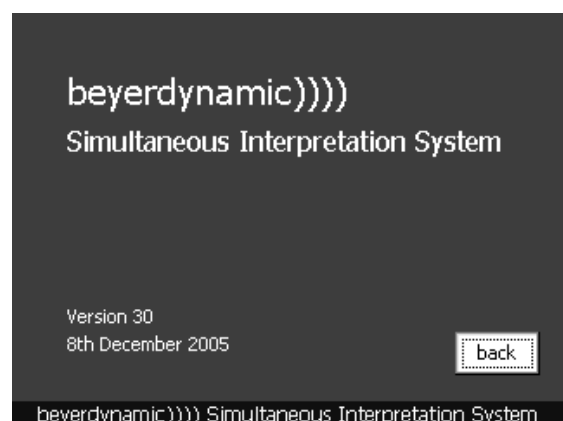 beyerdynamic))))
Simultaneous Interpretation System
Version 30
8th December 2005
back
beyerdynamic)))) Simultaneous Interpretation System